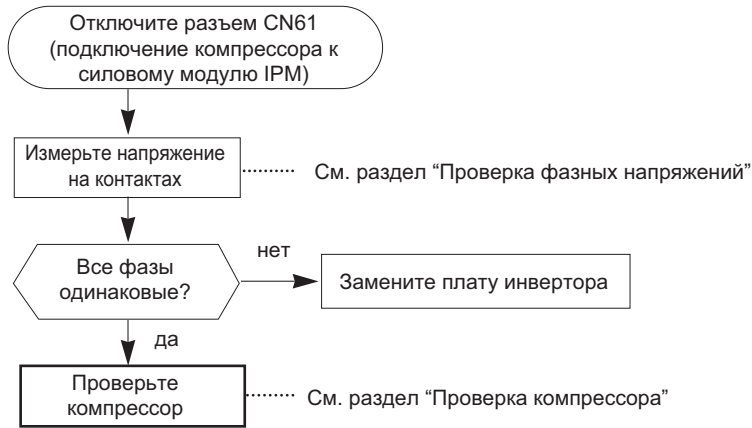 Отключите разъем CN61
(подключение компрессора к
силовому модулю IPM)
Измерьте напряжение
на контактах
См. раздел “Проверка фазных напряжений”
Все фазы
одинаковые?
нет
Замените плату инвертора
да
Проверьте
компрессор
См. раздел “Проверка компрессора”